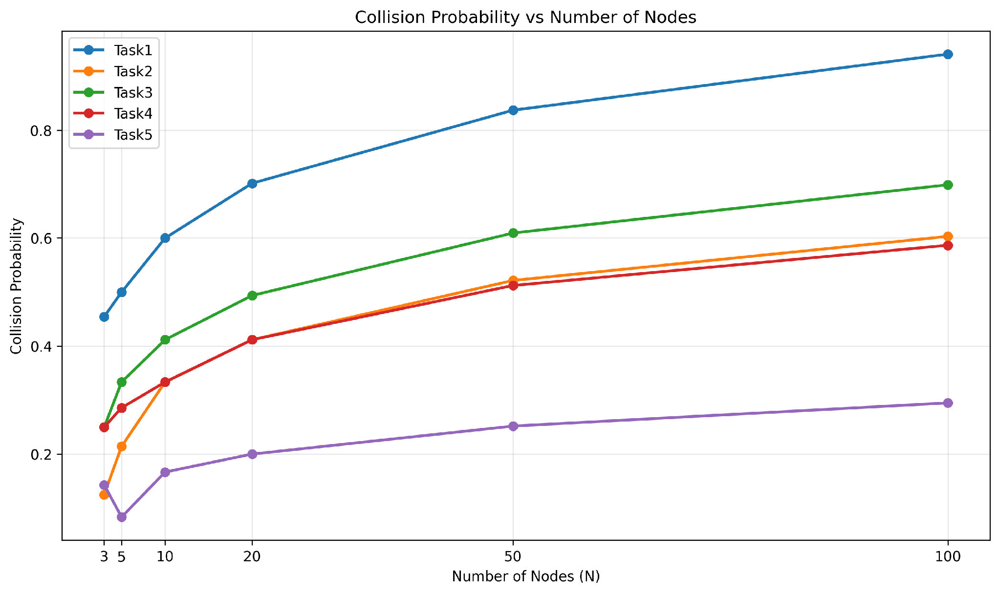 Collision Probability vs Number of Nodes
Task1
Task2
Task3
Task4
Task5
Collision Probability
0.8
0.6
0.4
0.2
3 5 10 20 50 100
Number of Nodes (N)